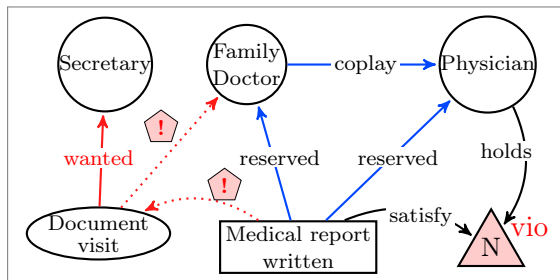 Secretary
Family
Doctor
coplay
Physician
!
wanted
!
reserved
reserved
holds
Document
visit
Medical report
written
satisfy
N
vio